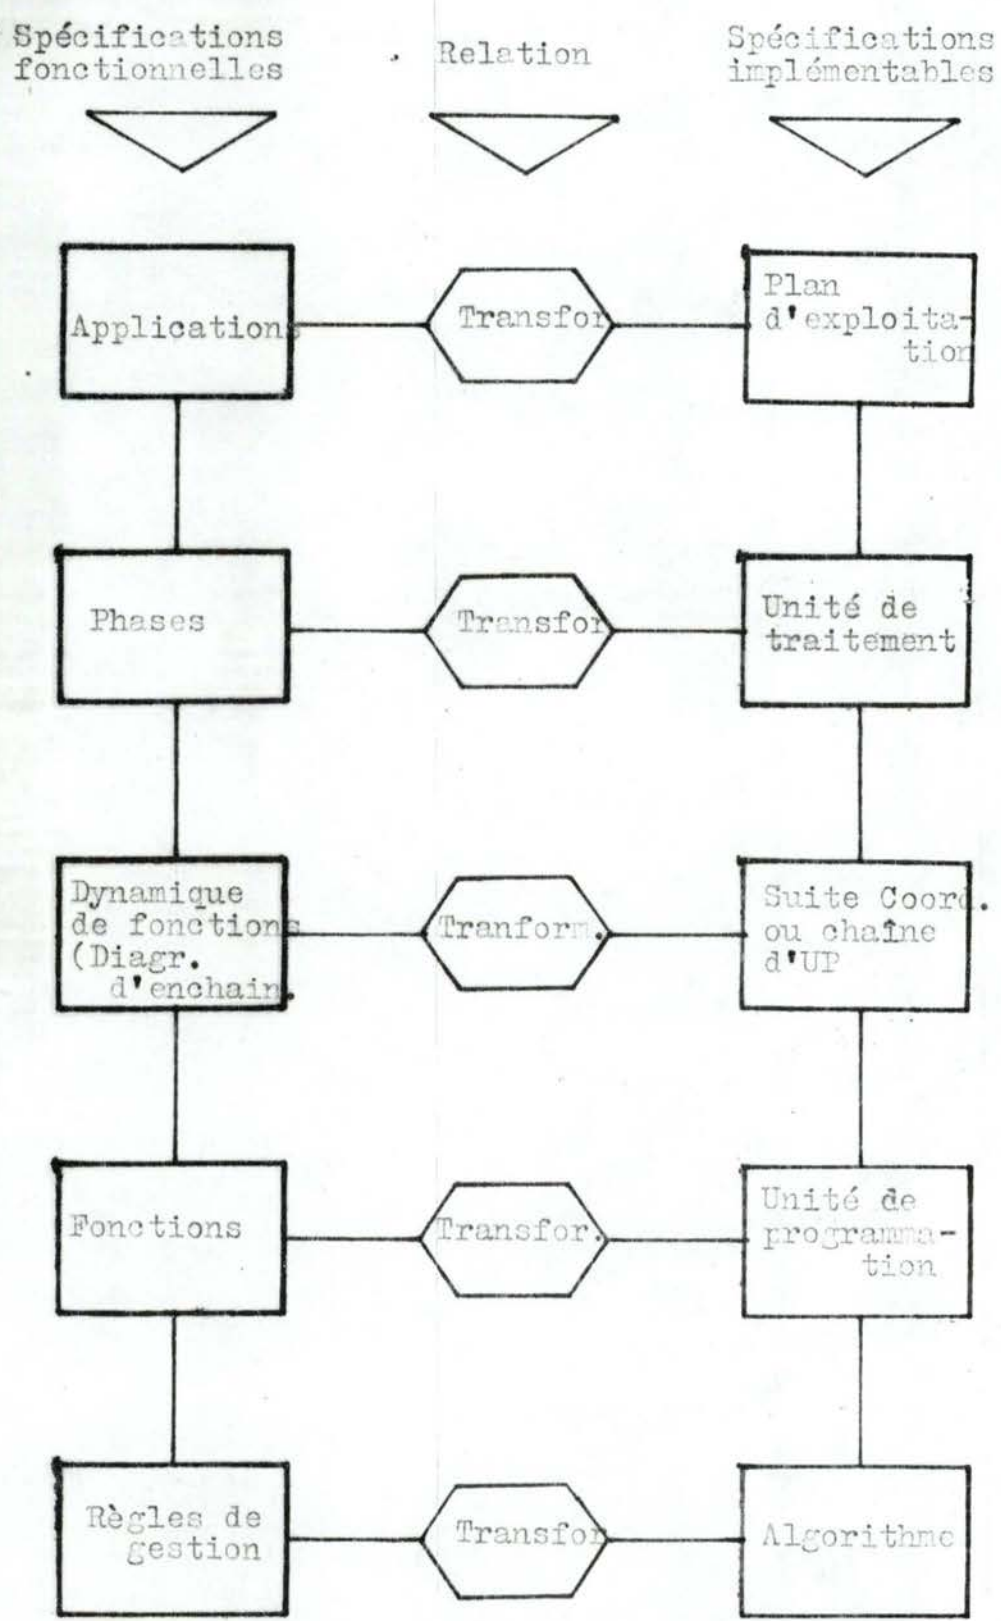 Spécifications
fonctionnelles
Relation
Spécifications
implémentables
Applications
Transfor
Plan
d'exploita-
tion
Phases
Transfor
Unité de
traitement
Dynamique
de fonctions
(Diagr.
d'enchain.
Tranform.
Suite Coord.
ou chaîne
d'UP
Fonctions
Transfor.
Unité de
programma-
tion
Règles de
gestion
Transfor
Algorithme